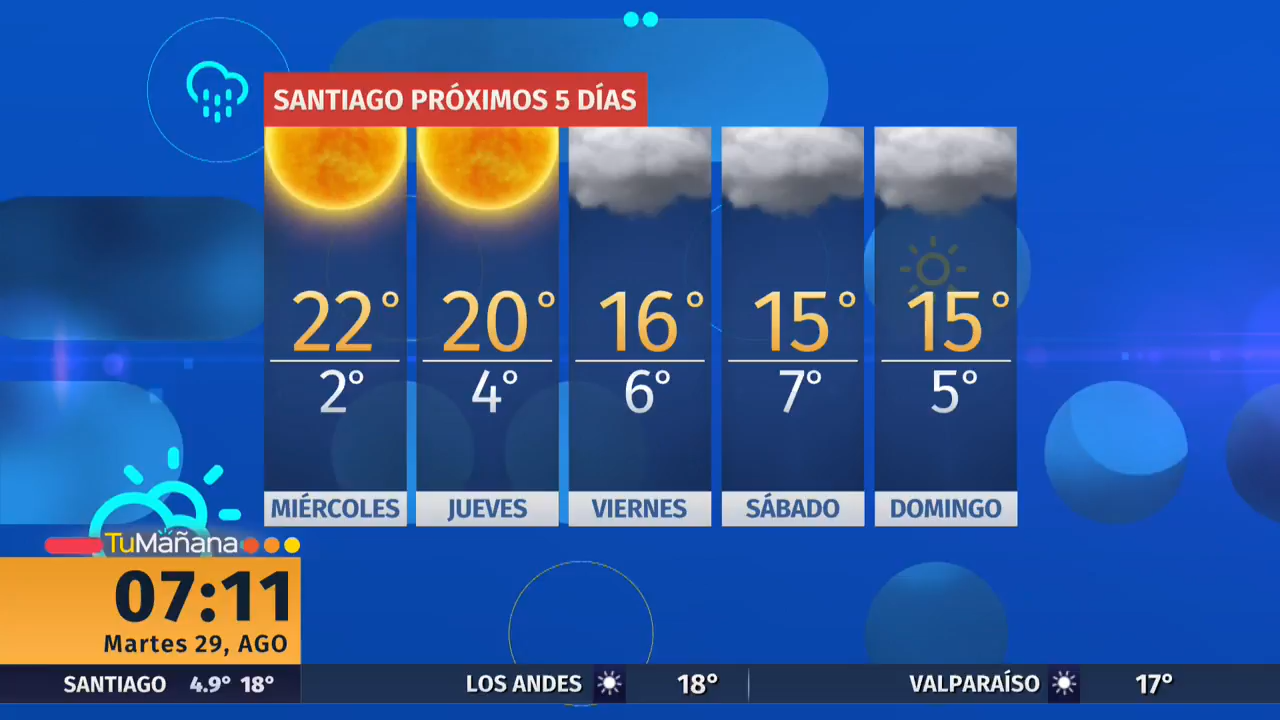 SANTIAGO PRÓXIMOS 5 DÍAS
22° 20° 16° 15° 15°
2° 4° 6° 7° 5°
MIÉRCOLES JUEVES VIERNES SÁBADO DOMINGO
TuMañana
07:11
Martes 29, AGO
SANTIAGO 4.9° 18° LOS ANDES 18° VALPARAÍSO 17°